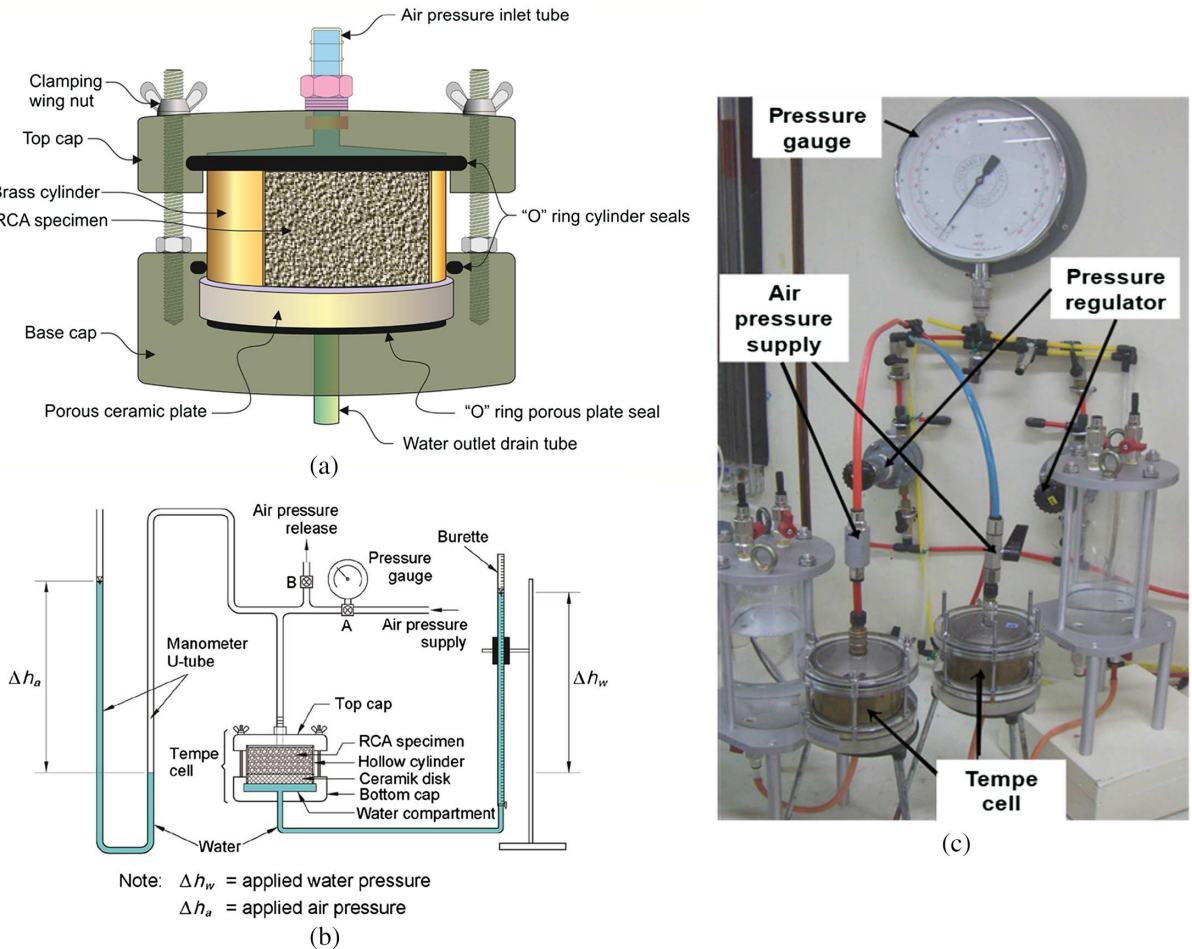 Air pressure inlet tube
Clamping
wing nut
Top cap
Brass cylinder
RCA specimen
"O" ring cylinder seals
Base cap
Porous ceramic plate
"O" ring porous plate seal
Water outlet drain tube
(a)
Air pressure
release
Burette
Pressure
gauge
B
A
Air pressure
supply
Manometer
U-tube
Δhₐ
Δh_w
Top cap
Tempe
cell
RCA specimen
Hollow cylinder
Ceramik disk
Bottom cap
Water compartment
Water
Note: Δh_w = applied water pressure
Δhₐ = applied air pressure
(b)
Pressure
gauge
Air
pressure
supply
Pressure
regulator
Tempe
cell
(c)